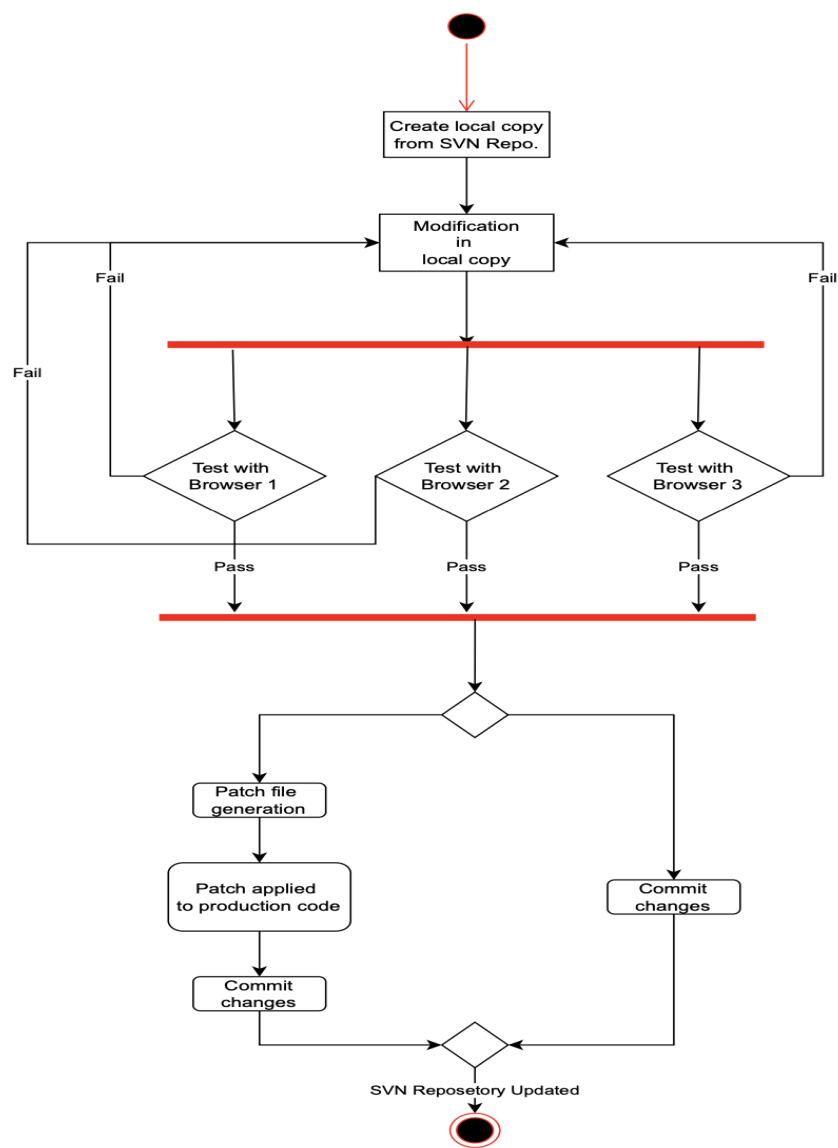 Create local copy
from SVN Repo.
Modification
in
local copy
Fail
Fail
Fail
Test with
Browser 1
Test with
Browser 2
Test with
Browser 3
Pass
Pass
Pass
Patch file
generation
Patch applied
to production code
Commit
changes
Commit
changes
SVN Reposetory Updated